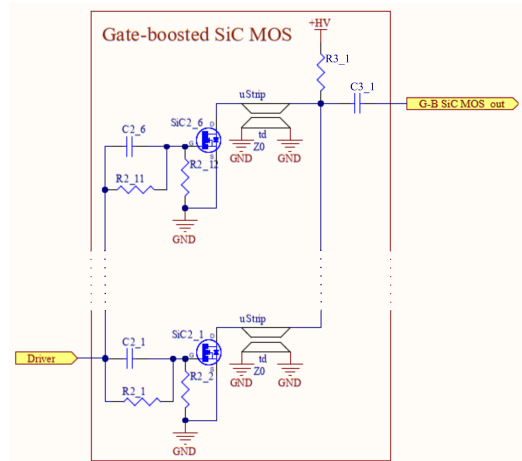 Gate-boosted SiC MOS
+HV
R3_1
C3_1
uStrip
G-B SiC MOS out
SiC2_6
D
C2_6
G
S
td
Z0
GND
GND
R2_11
R2_12
GND
uStrip
SiC2_1
D
C2_1
Driver
G
S
td
Z0
GND
GND
R2_1
R2_2
GND